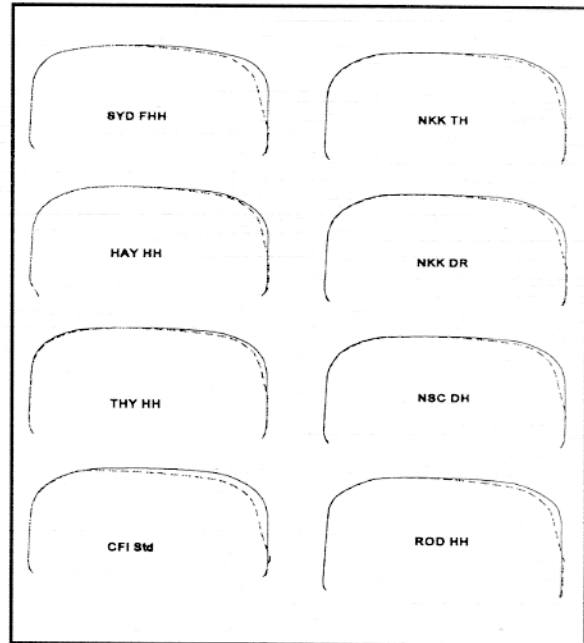 SYD FHH
NKK TH
HAY HH
NKK DR
THY HH
NSC DH
CFI Std
ROD HH